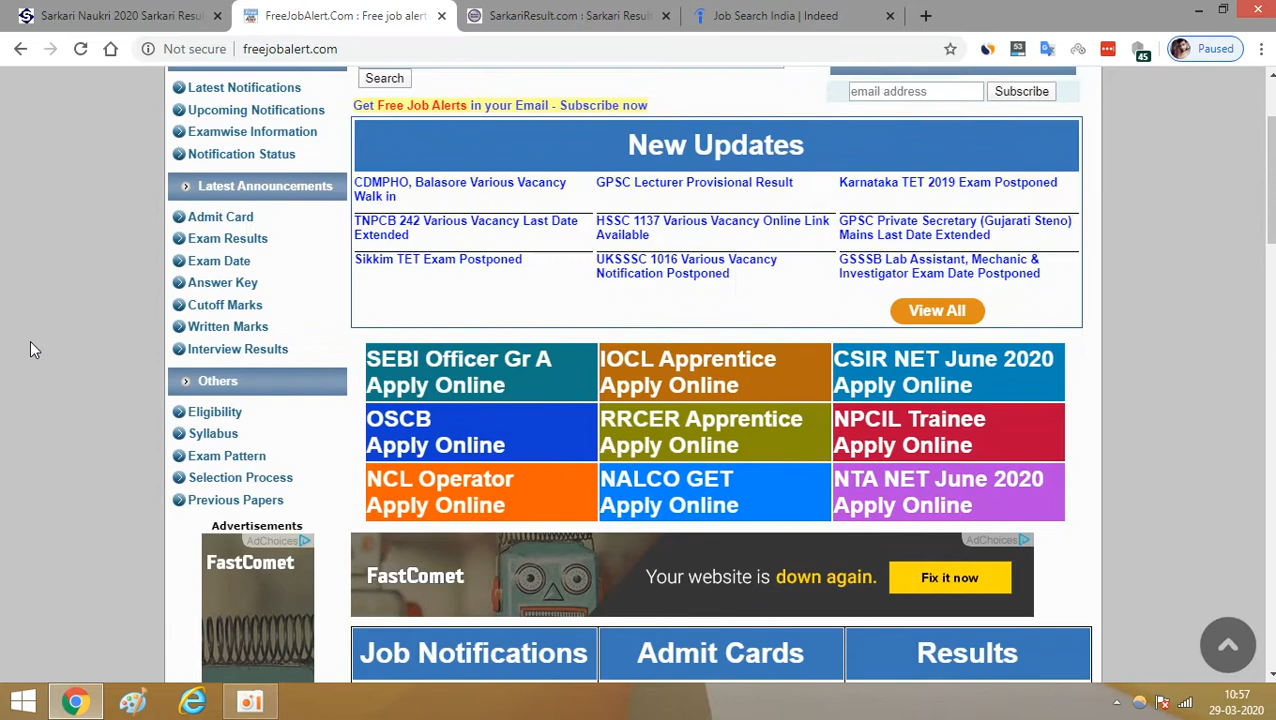 Sarkari Naukri 2020 Sarkari Resu
FreeJobAlert.Com : Free job alert
SarkariResult.com : Sarkari Resul
Job Search India | Indeed
Not secure
freejobalert.com
53
45
Paused
Search
email address
Subscribe
Get Free Job Alerts in your Email - Subscribe now
Latest Notifications
Upcoming Notifications
Examwise Information
Notification Status
Latest Announcements
Admit Card
Exam Results
Exam Date
Answer Key
Cutoff Marks
Written Marks
Interview Results
Others
Eligibility
Syllabus
Exam Pattern
Selection Process
Previous Papers
Advertisements
AdChoices
FastComet
New Updates
CDMPHO, Balasore Various Vacancy
Walk in
GPSC Lecturer Provisional Result
Karnataka TET 2019 Exam Postponed
TNPCB 242 Various Vacancy Last Date
Extended
HSSC 1137 Various Vacancy Online Link
Available
GPSC Private Secretary (Gujarati Steno)
Mains Last Date Extended
Sikkim TET Exam Postponed
UKSSSC 1016 Various Vacancy
Notification Postponed
GSSSB Lab Assistant, Mechanic &
Investigator Exam Date Postponed
View All
SEBI Officer Gr A
Apply Online
IOCL Apprentice
Apply Online
CSIR NET June 2020
Apply Online
OSCB
Apply Online
RRCER Apprentice
Apply Online
NPCIL Trainee
Apply Online
NCL Operator
Apply Online
NALCO GET
Apply Online
NTA NET June 2020
Apply Online
AdChoices
FastComet
Your website is down again.
Fix it now
Job Notifications
Admit Cards
Results
10:57
29-03-2020